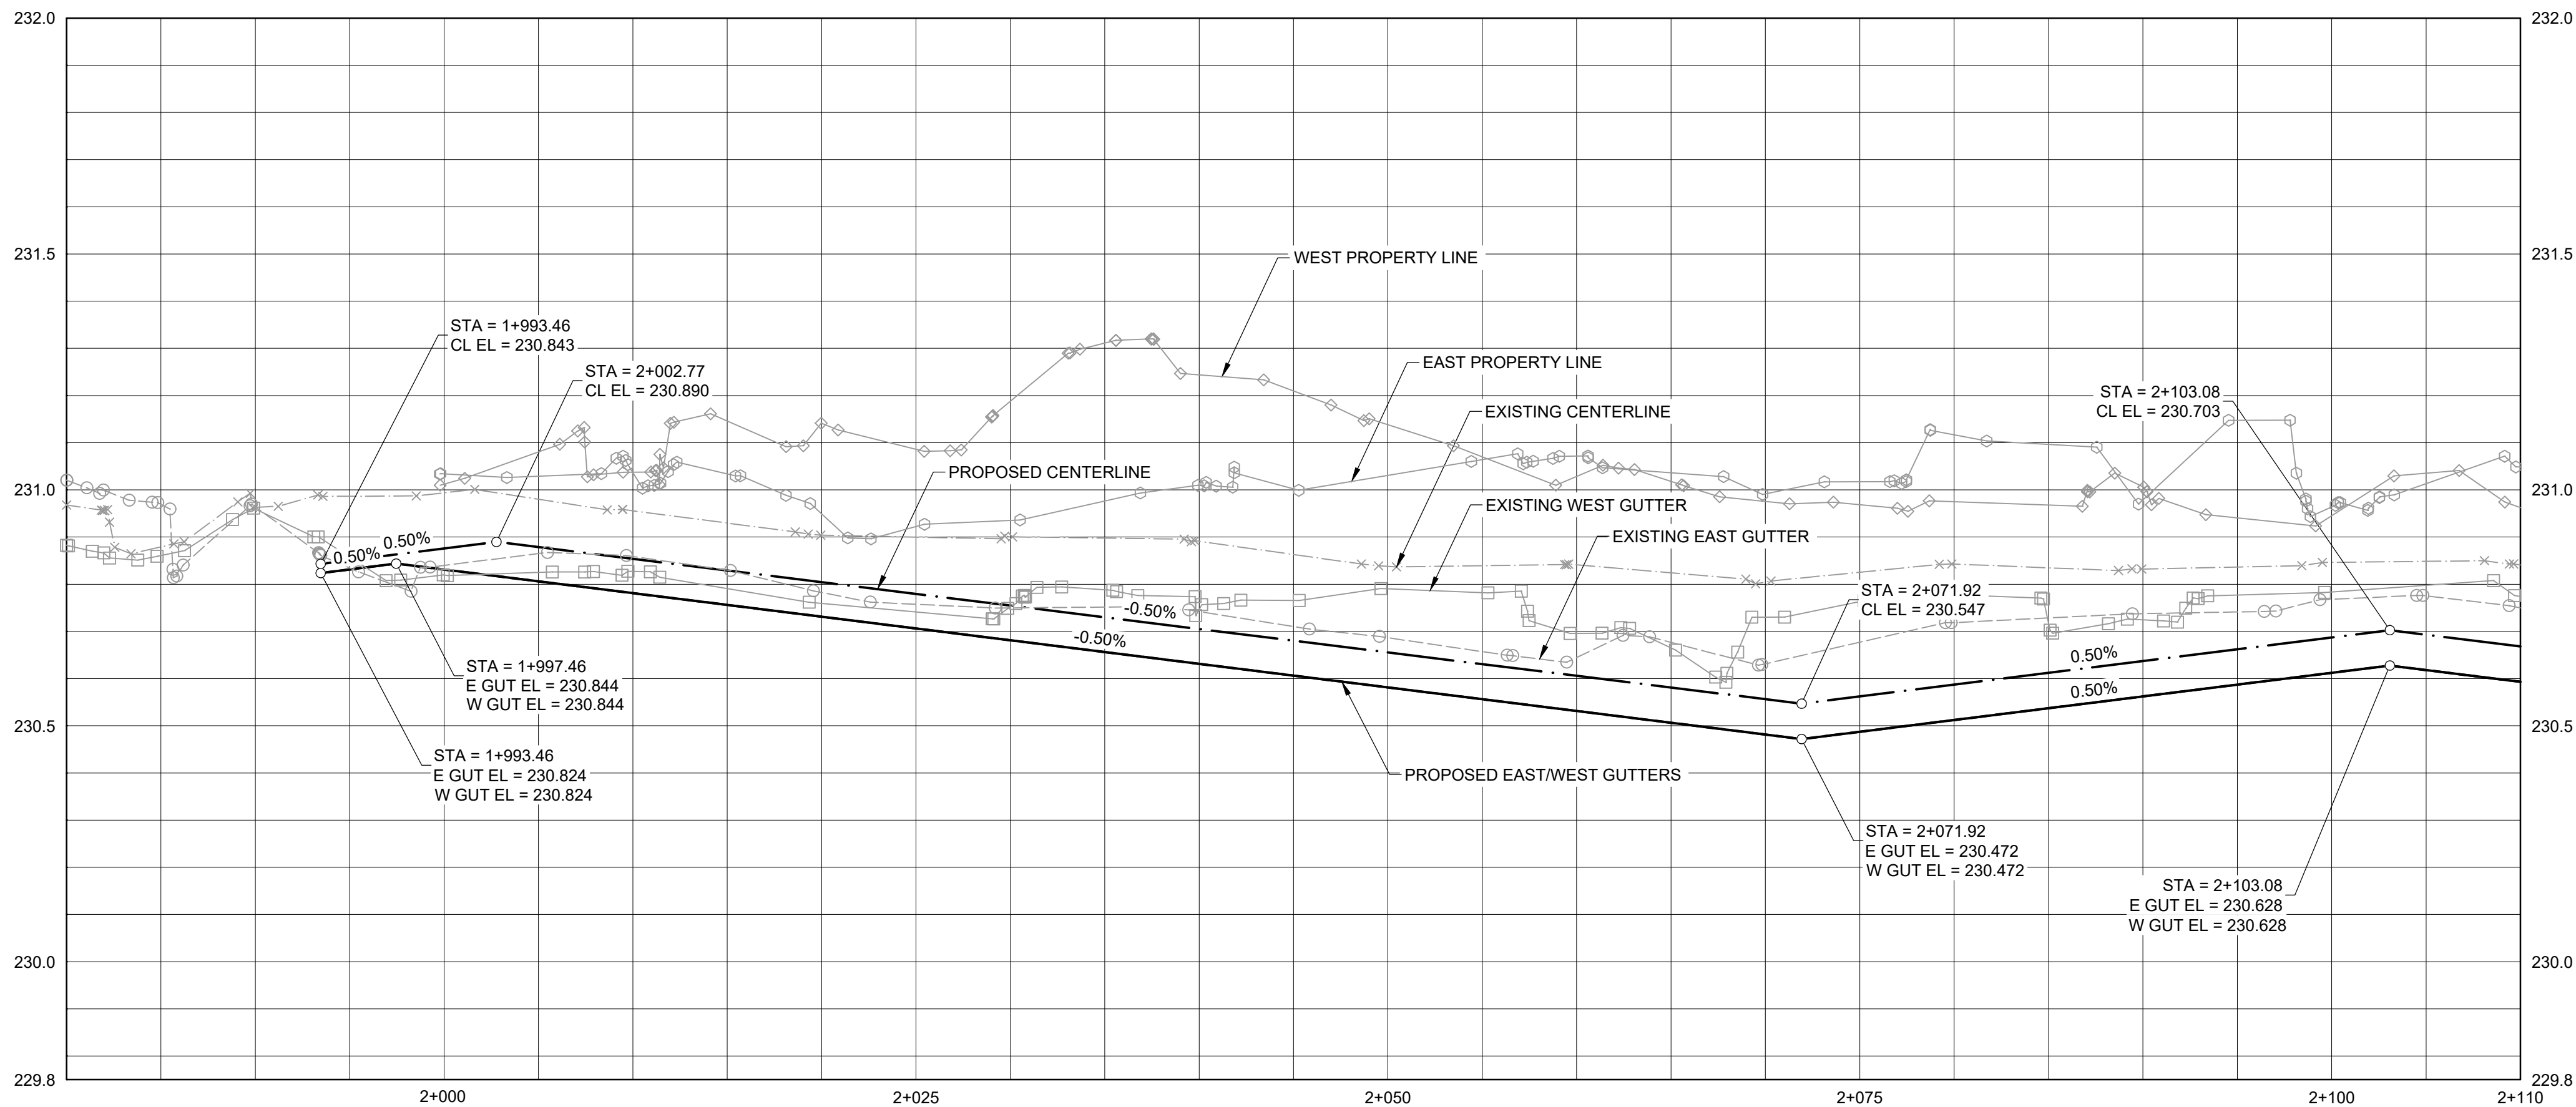 232.0
232.0
231.5
231.5
WEST PROPERTY LINE
STA = 1+993.46
CL EL = 230.843
EAST PROPERTY LINE
STA = 2+002.77
CL EL = 230.890
STA = 2+103.08
CL EL = 230.703
EXISTING CENTERLINE
PROPOSED CENTERLINE
231.0
231.0
EXISTING WEST GUTTER
EXISTING EAST GUTTER
0.50%
0.50%
STA = 2+071.92
CL EL = 230.547
-0.50%
-0.50%
0.50%
0.50%
STA = 1+997.46
E GUT EL = 230.844
W GUT EL = 230.844
230.5
230.5
STA = 1+993.46
E GUT EL = 230.824
W GUT EL = 230.824
PROPOSED EAST/WEST GUTTERS
STA = 2+071.92
E GUT EL = 230.472
W GUT EL = 230.472
STA = 2+103.08
E GUT EL = 230.628
W GUT EL = 230.628
230.0
230.0
229.8
229.8
2+000
2+025
2+050
2+075
2+100
2+110